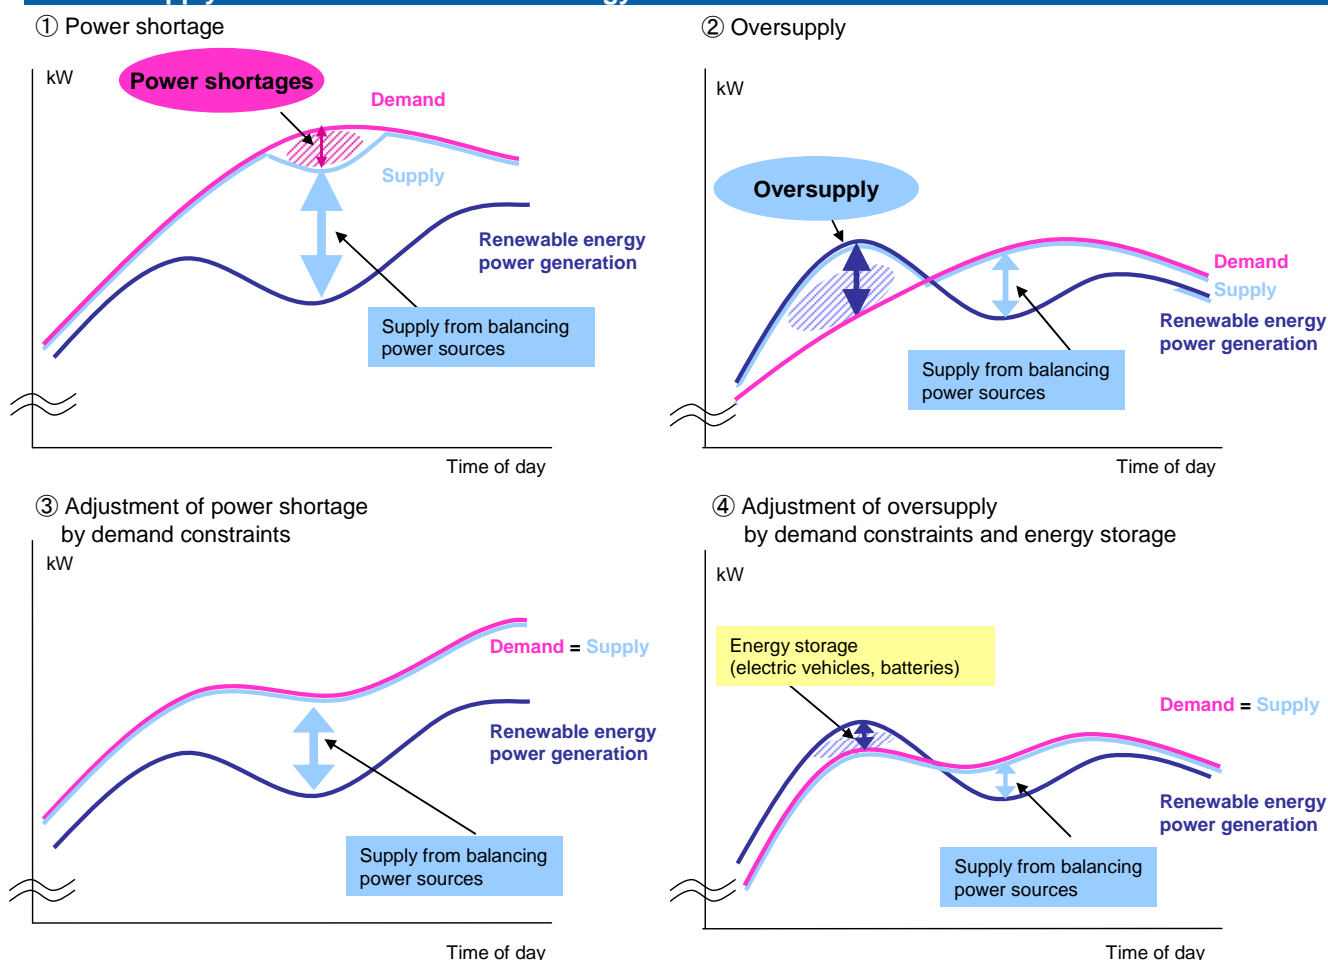 ① Power shortage
kW
Power shortages
Demand
Supply
Renewable energy
power generation
Supply from balancing
power sources
Time of day
② Oversupply
kW
Oversupply
Demand
Supply
Renewable energy
power generation
Supply from balancing
power sources
Time of day
③ Adjustment of power shortage
by demand constraints
kW
Demand = Supply
Renewable energy
power generation
Supply from balancing
power sources
Time of day
④ Adjustment of oversupply
by demand constraints and energy storage
kW
Energy storage
(electric vehicles, batteries)
Demand = Supply
Renewable energy
power generation
Supply from balancing
power sources
Time of day